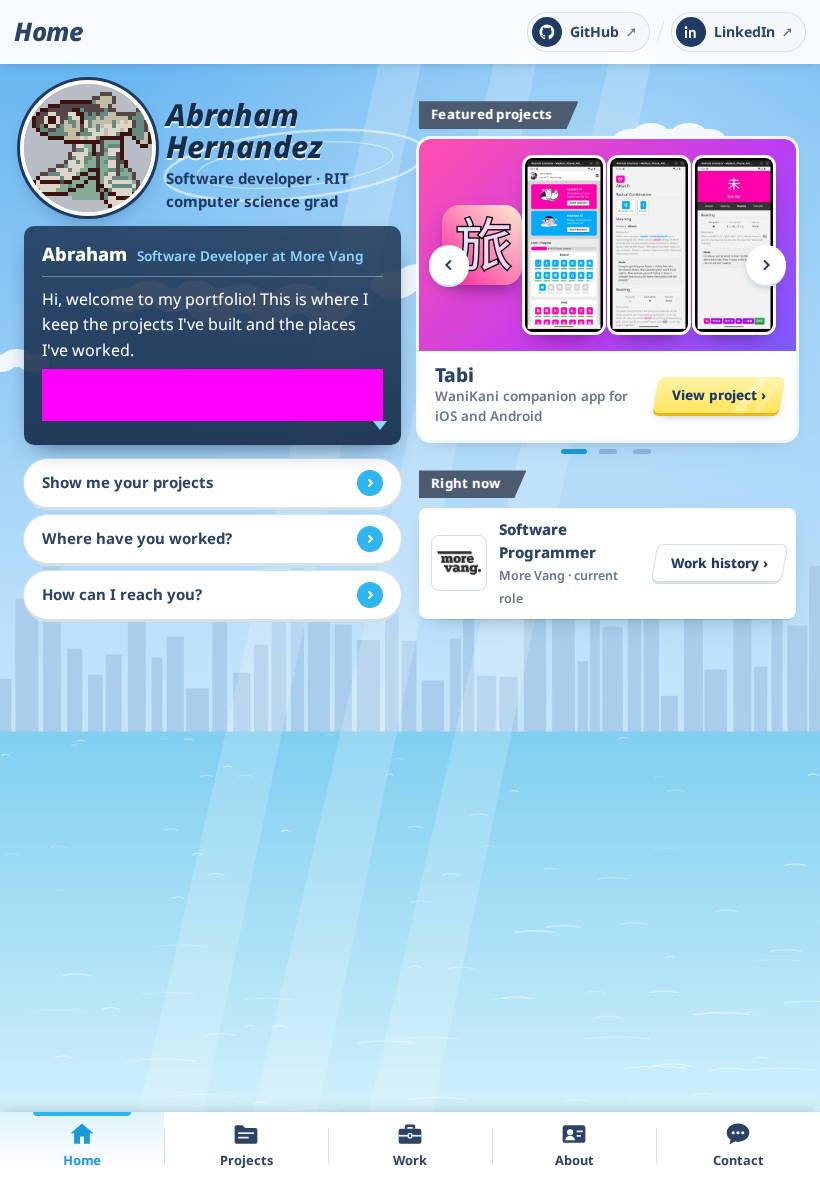 Home
GitHub ↗
LinkedIn ↗
Abraham
Hernandez
Software developer · RIT
computer science grad
Abraham Software Developer at More Vang
Hi, welcome to my portfolio! This is where I
keep the projects I've built and the places
I've worked.
Show me your projects
Where have you worked?
How can I reach you?
Featured projects
旅
未
Tabi
WaniKani companion app for
iOS and Android
View project ›
Right now
more
vang.
Software
Programmer
More Vang · current
role
Work history ›
Home
Projects
Work
About
Contact